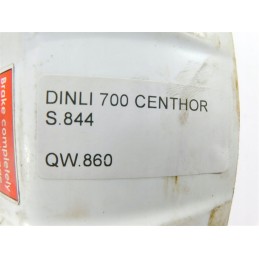 DINLI 700 CENTHOR
S.844
QW.860
Brake completely